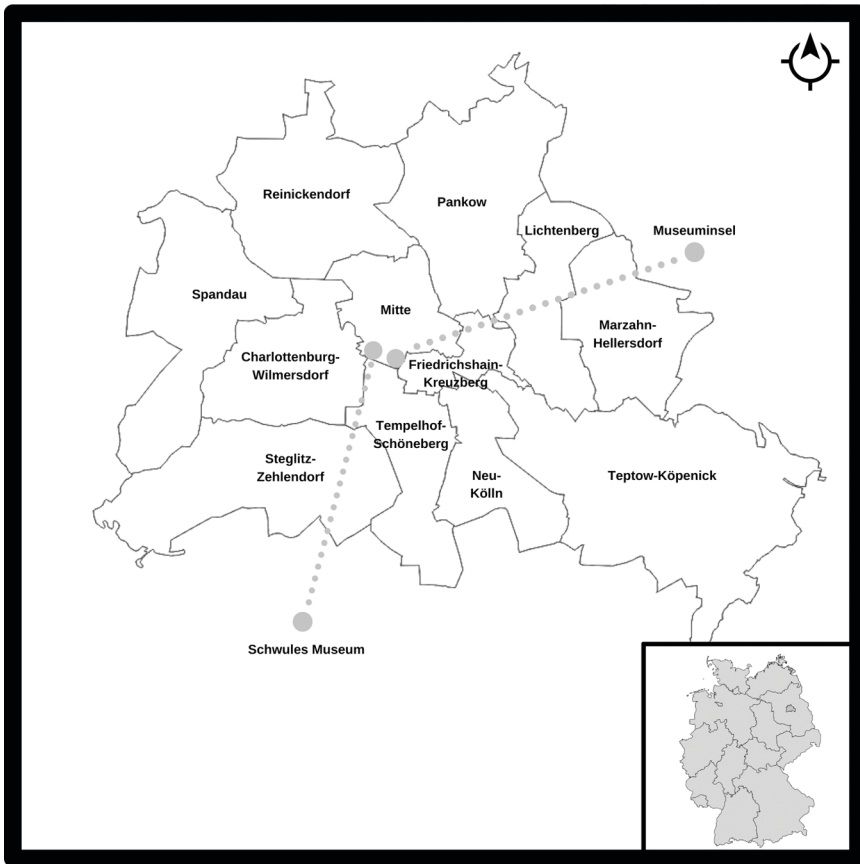 Reinickendorf
Pankow
Lichtenberg
Museuminsel
Spandau
Mitte
Marzahn-
Hellersdorf
Charlottenburg-
Wilmersdorf
Friedrichshain-
Kreuzberg
Tempelhof-
Schöneberg
Steglitz-
Zehlendorf
Neu-
Kölln
Teptow-Köpenick
Schwules Museum